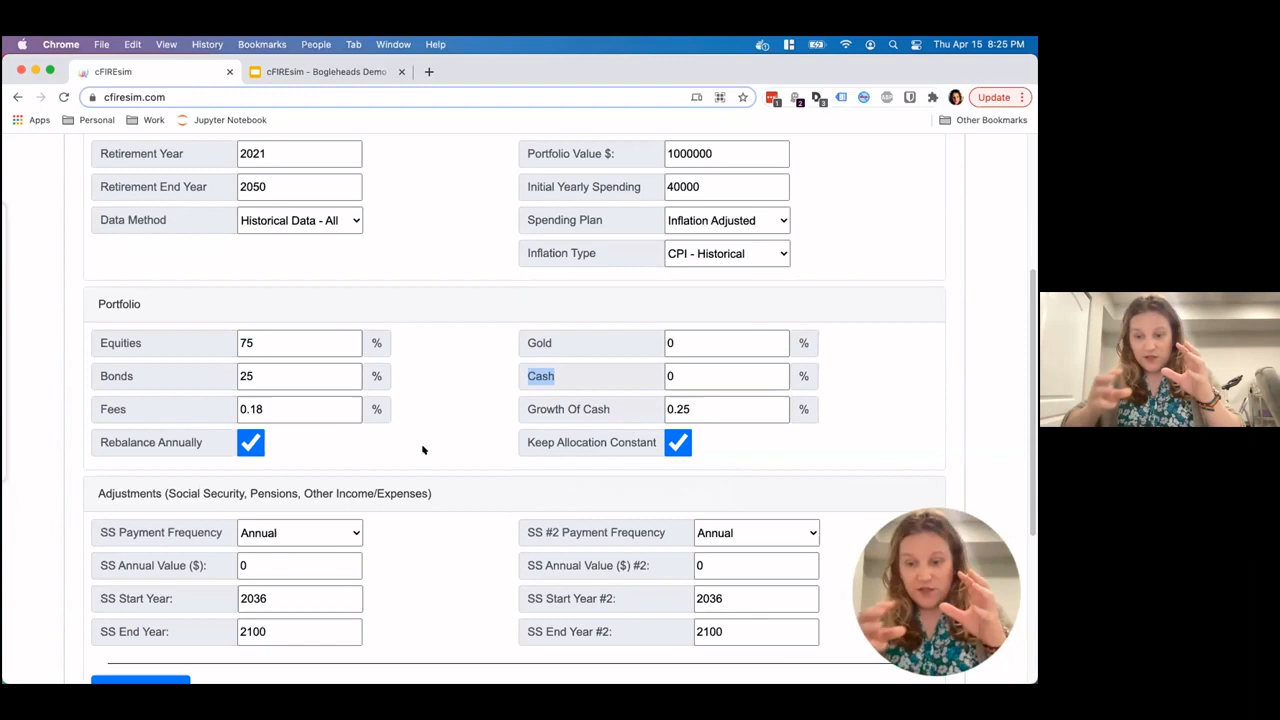 Chrome File Edit View History Bookmarks People Tab Window Help Thu Apr 15 8:25 PM
cFIREsim cFIREsim - Bogleheads Demo
cfiresim.com Update
Apps Personal Work Jupyter Notebook Other Bookmarks
Retirement Year 2021 Portfolio Value $: 1000000
Retirement End Year 2050 Initial Yearly Spending 40000
Data Method Historical Data - All Spending Plan Inflation Adjusted
Inflation Type CPI - Historical
Portfolio
Equities 75 % Gold 0 %
Bonds 25 % Cash 0 %
Fees 0.18 % Growth Of Cash 0.25 %
Rebalance Annually Keep Allocation Constant
Adjustments (Social Security, Pensions, Other Income/Expenses)
SS Payment Frequency Annual SS #2 Payment Frequency Annual
SS Annual Value ($): 0 SS Annual Value ($) #2: 0
SS Start Year: 2036 SS Start Year #2: 2036
SS End Year: 2100 SS End Year #2: 2100